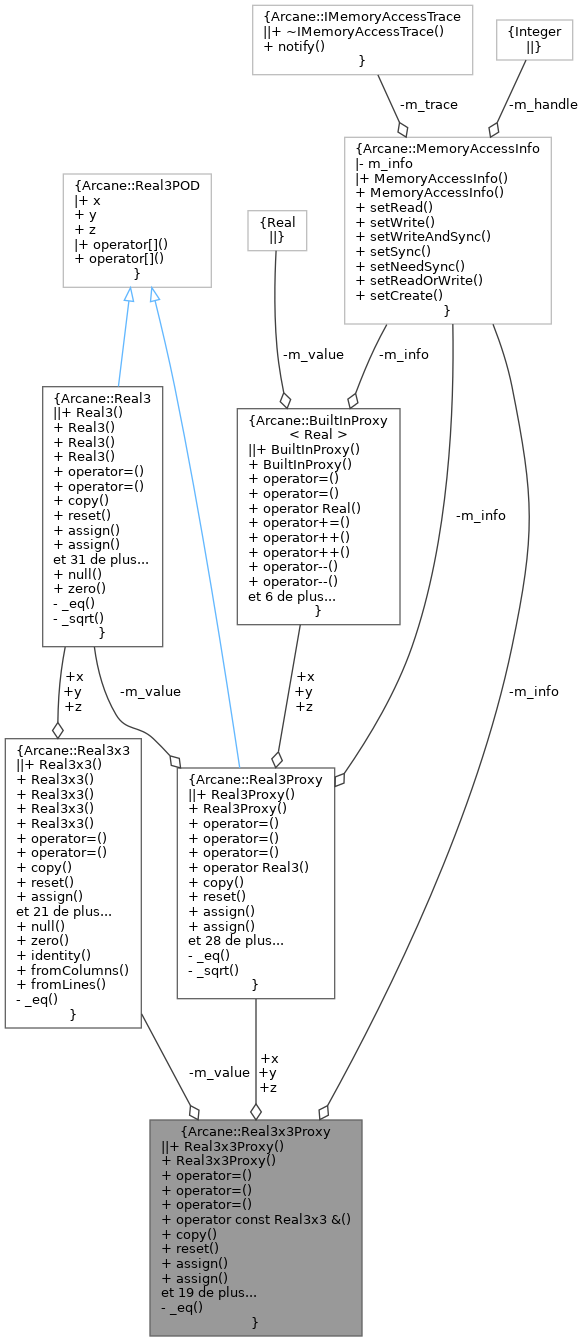 {Arcane::IMemoryAccessTrace
||+ ~IMemoryAccessTrace()
+ notify()
}
{Integer
||}
-m_trace
-m_handle
{Arcane::MemoryAccessInfo
|- m_info
|+ MemoryAccessInfo()
+ MemoryAccessInfo()
+ setRead()
+ setWrite()
+ setWriteAndSync()
+ setSync()
+ setNeedSync()
+ setReadOrWrite()
+ setCreate()
}
{Arcane::Real3POD
|+ x
+ y
+ z
|+ operator[]()
+ operator[]()
}
{Real
||}
-m_value
-m_info
{Arcane::Real3
||+ Real3()
+ Real3()
+ Real3()
+ Real3()
+ operator=()
+ operator=()
+ copy()
+ reset()
+ assign()
+ assign()
et 31 de plus...
+ null()
+ zero()
- _eq()
- _sqrt()
}
{Arcane::BuiltInProxy
< Real >
||+ BuiltInProxy()
+ BuiltInProxy()
+ operator=()
+ operator=()
+ operator Real()
+ operator+=()
+ operator++()
+ operator++()
+ operator--()
+ operator--()
et 6 de plus...
}
-m_info
+x
+y
+z
-m_value
+x
+y
+z
-m_info
{Arcane::Real3x3
||+ Real3x3()
+ Real3x3()
+ Real3x3()
+ Real3x3()
+ Real3x3()
+ operator=()
+ operator=()
+ copy()
+ reset()
+ assign()
et 21 de plus...
+ null()
+ zero()
+ identity()
+ fromColumns()
+ fromLines()
- _eq()
}
{Arcane::Real3Proxy
||+ Real3Proxy()
+ Real3Proxy()
+ operator=()
+ operator=()
+ operator=()
+ operator Real3()
+ copy()
+ reset()
+ assign()
+ assign()
et 28 de plus...
- _eq()
- _sqrt()
}
-m_value
+x
+y
+z
{Arcane::Real3x3Proxy
||+ Real3x3Proxy()
+ Real3x3Proxy()
+ operator=()
+ operator=()
+ operator=()
+ operator const Real3x3 &()
+ copy()
+ reset()
+ assign()
+ assign()
et 19 de plus...
- _eq()
}